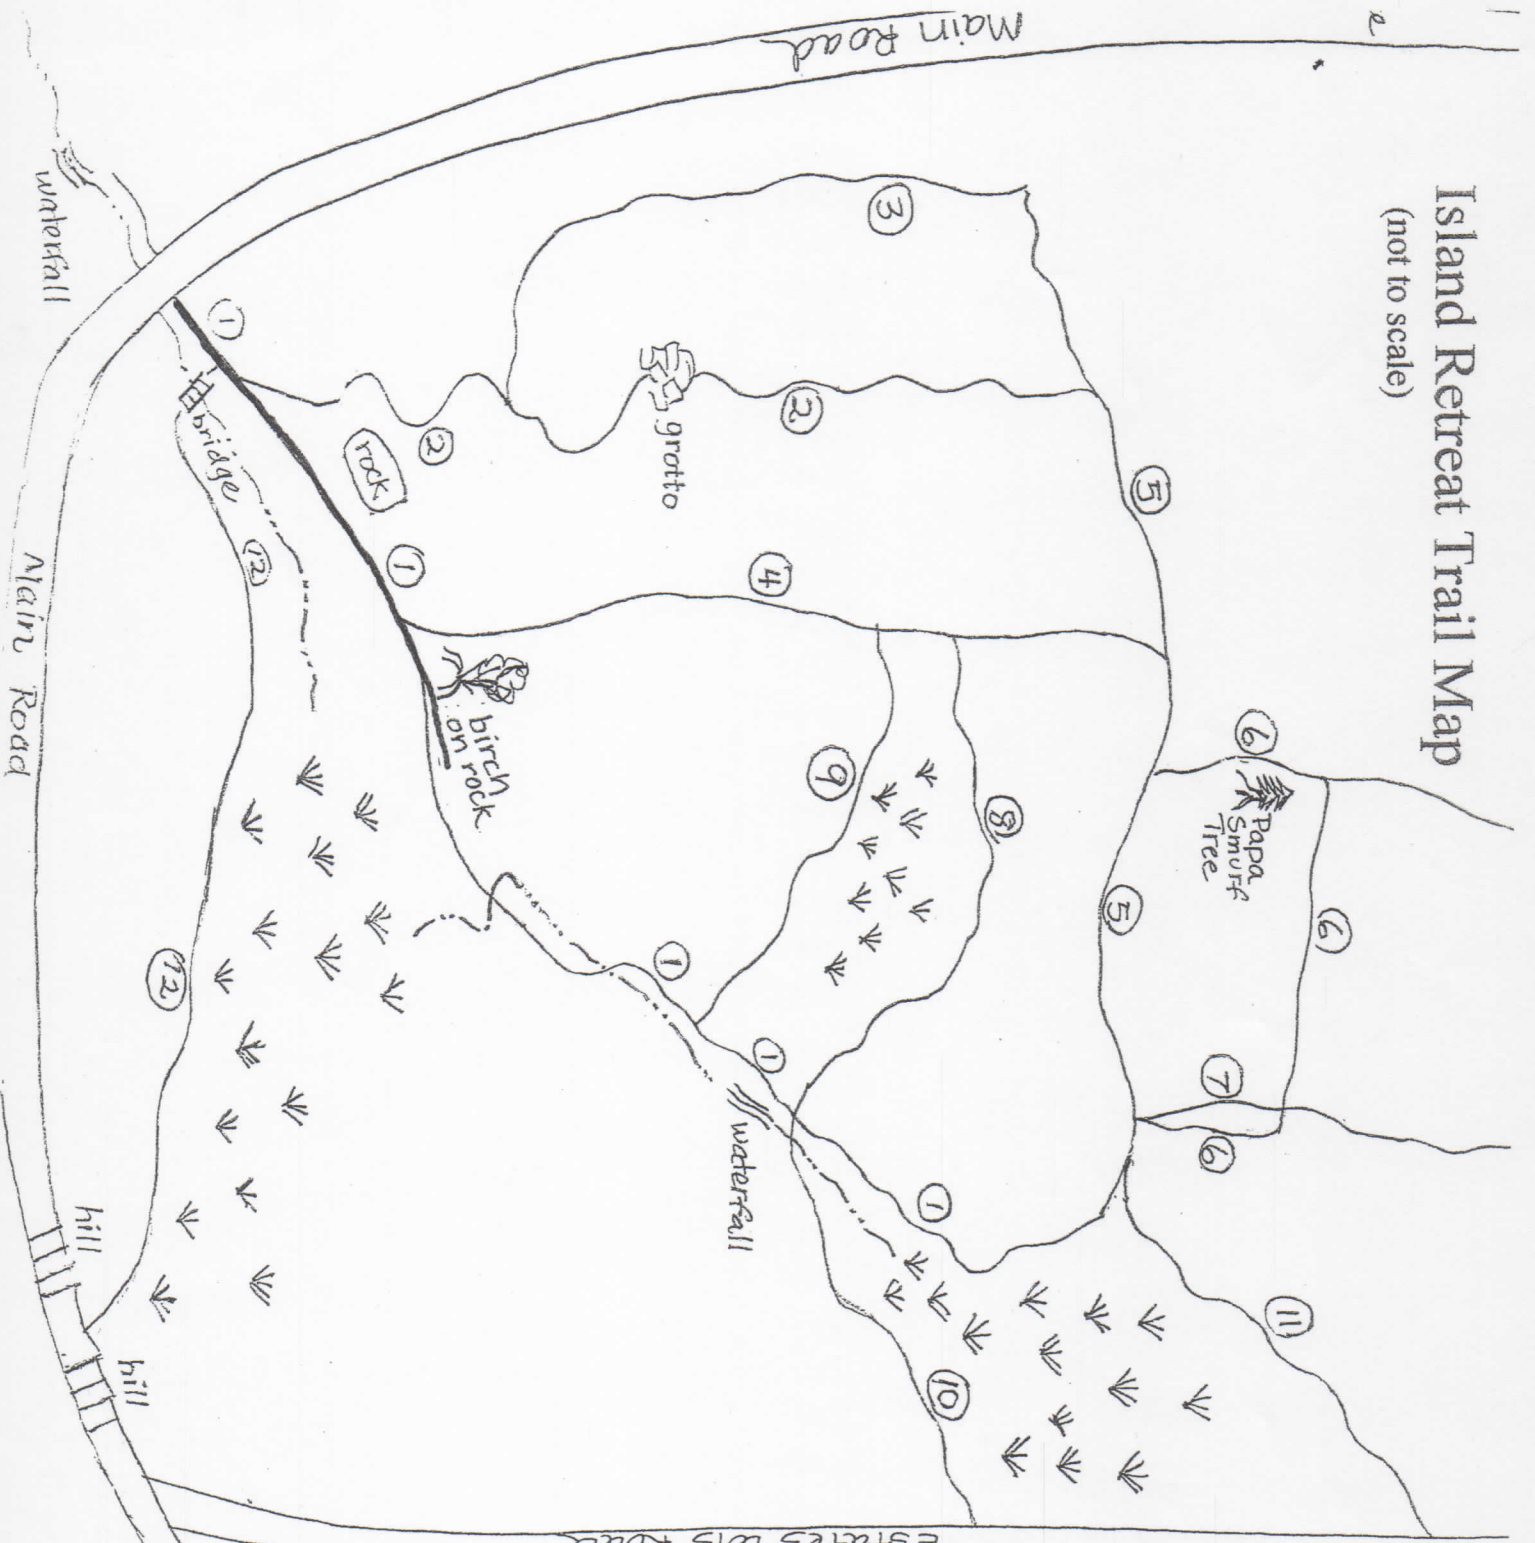 Island Retreat Trail Map
(not to scale)
e
Main Road
3
5
2
grotto
4
6
Papa
Smurf
Tree
6
5
7
6
8
9
1
2
rock
1
birch
on rock
waterfall
bridge
12
1
1
waterfall
1
11
10
12
Main Road
hill
hill